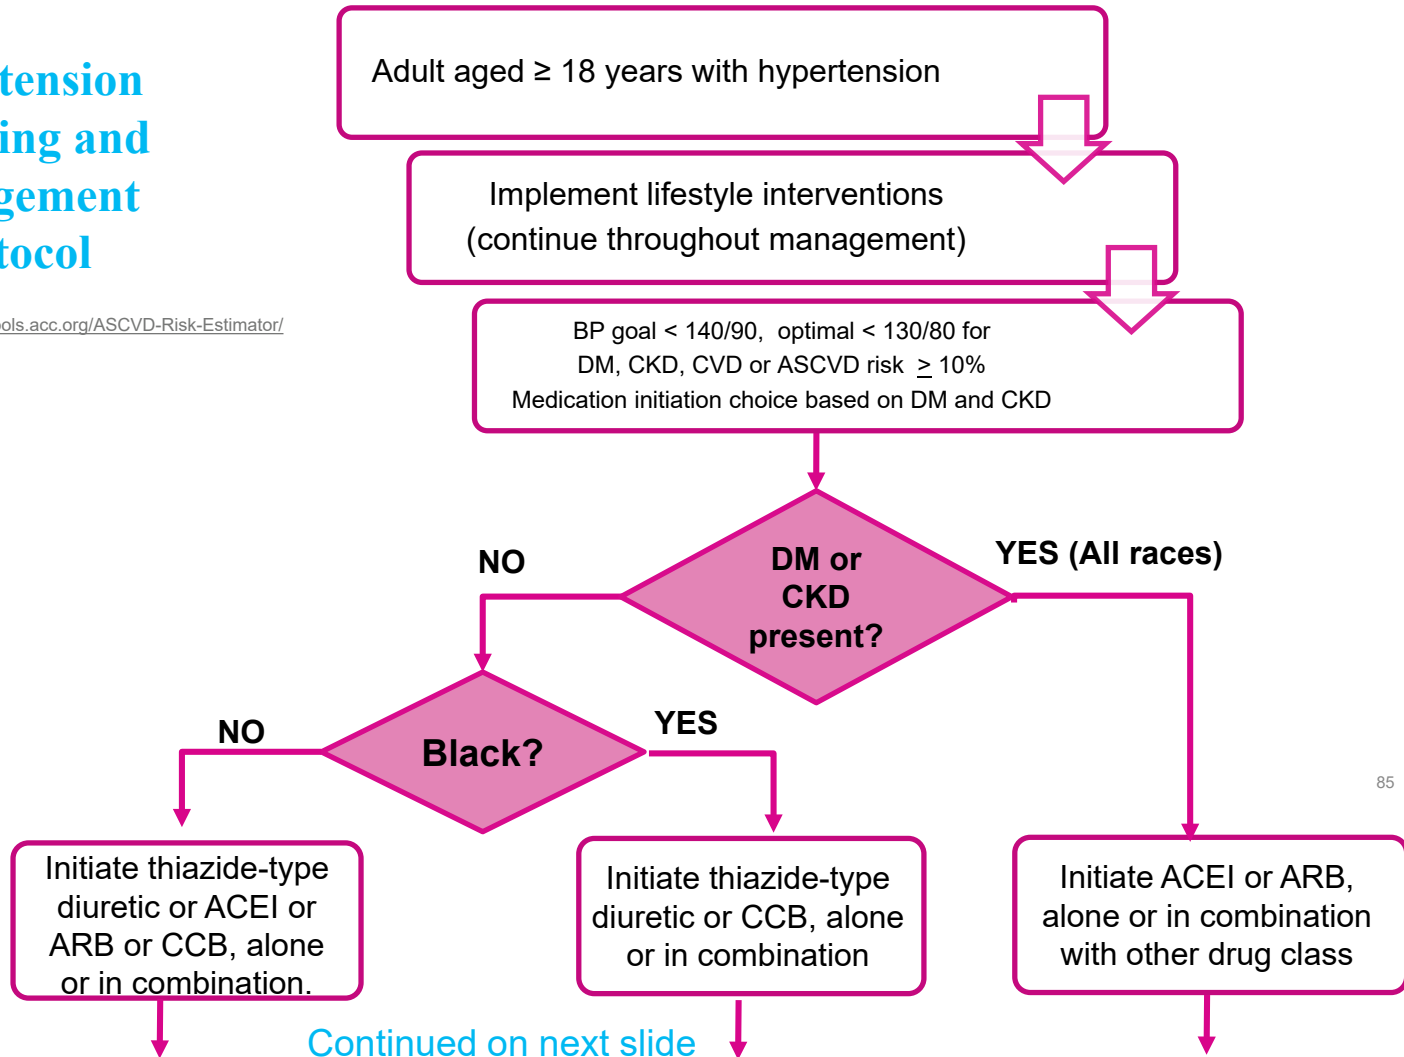 tension
ing and
gement
tocol
ools.acc.org/ASCVD-Risk-Estimator/
Adult aged ≥ 18 years with hypertension
Implement lifestyle interventions
(continue throughout management)
BP goal < 140/90, optimal < 130/80 for
DM, CKD, CVD or ASCVD risk ≥ 10%
Medication initiation choice based on DM and CKD
DM or
CKD
present?
NO
YES (All races)
Black?
NO
YES
85
Initiate thiazide-type
diuretic or ACEI or
ARB or CCB, alone
or in combination.
Initiate thiazide-type
diuretic or CCB, alone
or in combination
Initiate ACEI or ARB,
alone or in combination
with other drug class
Continued on next slide